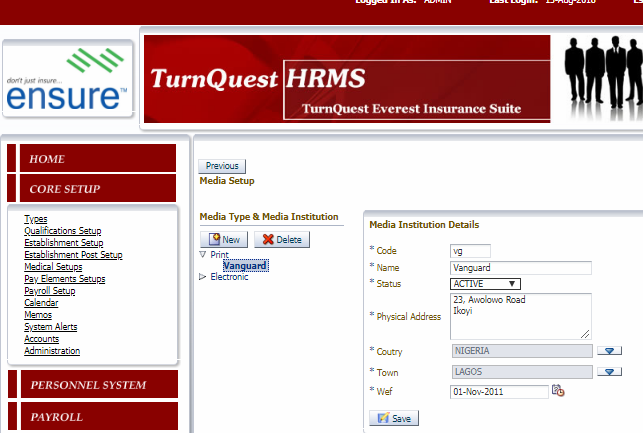 Logged In As: ADMIN Last Login: 15-Aug-2018
don't just insure...
ensure™
TurnQuest HRMS
TurnQuest Everest Insurance Suite
HOME
CORE SETUP
Types
Qualifications Setup
Establishment Setup
Establishment Post Setup
Medical Setups
Pay Elements Setups
Payroll Setup
Calendar
Memos
System Alerts
Accounts
Administration
PERSONNEL SYSTEM
PAYROLL
Previous
Media Setup
Media Type & Media Institution
New Delete
Print
Vanguard
Electronic
Media Institution Details
* Code vg
* Name Vanguard
* Status ACTIVE
* Physical Address 23, Awolowo Road
Ikoyi
* Coutry NIGERIA
* Town LAGOS
* Wef 01-Nov-2011
Save